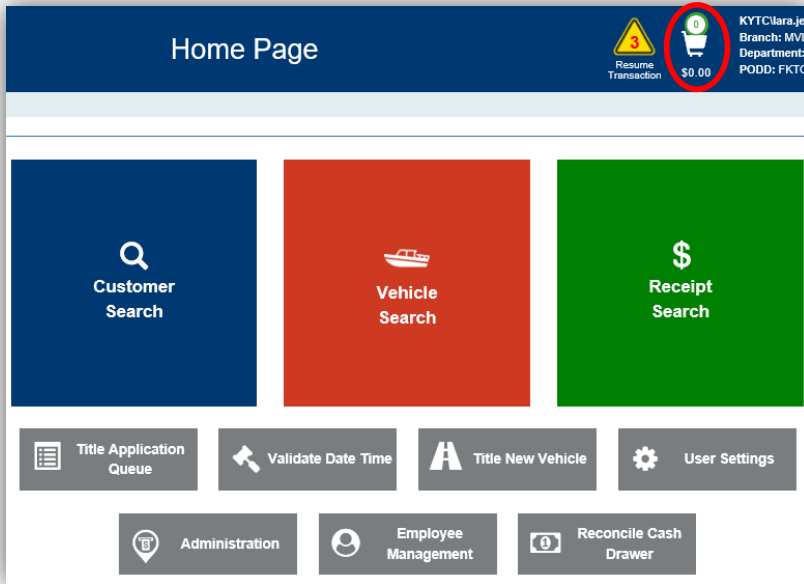 Home Page
3
Resume
Transaction
0
$0.00
KYTC\lara.je
Branch: MV
Department:
PODD: FKTC
Customer
Search
Vehicle
Search
$
Receipt
Search
Title Application
Queue
Validate Date Time
Title New Vehicle
User Settings
Administration
Employee
Management
Reconcile Cash
Drawer